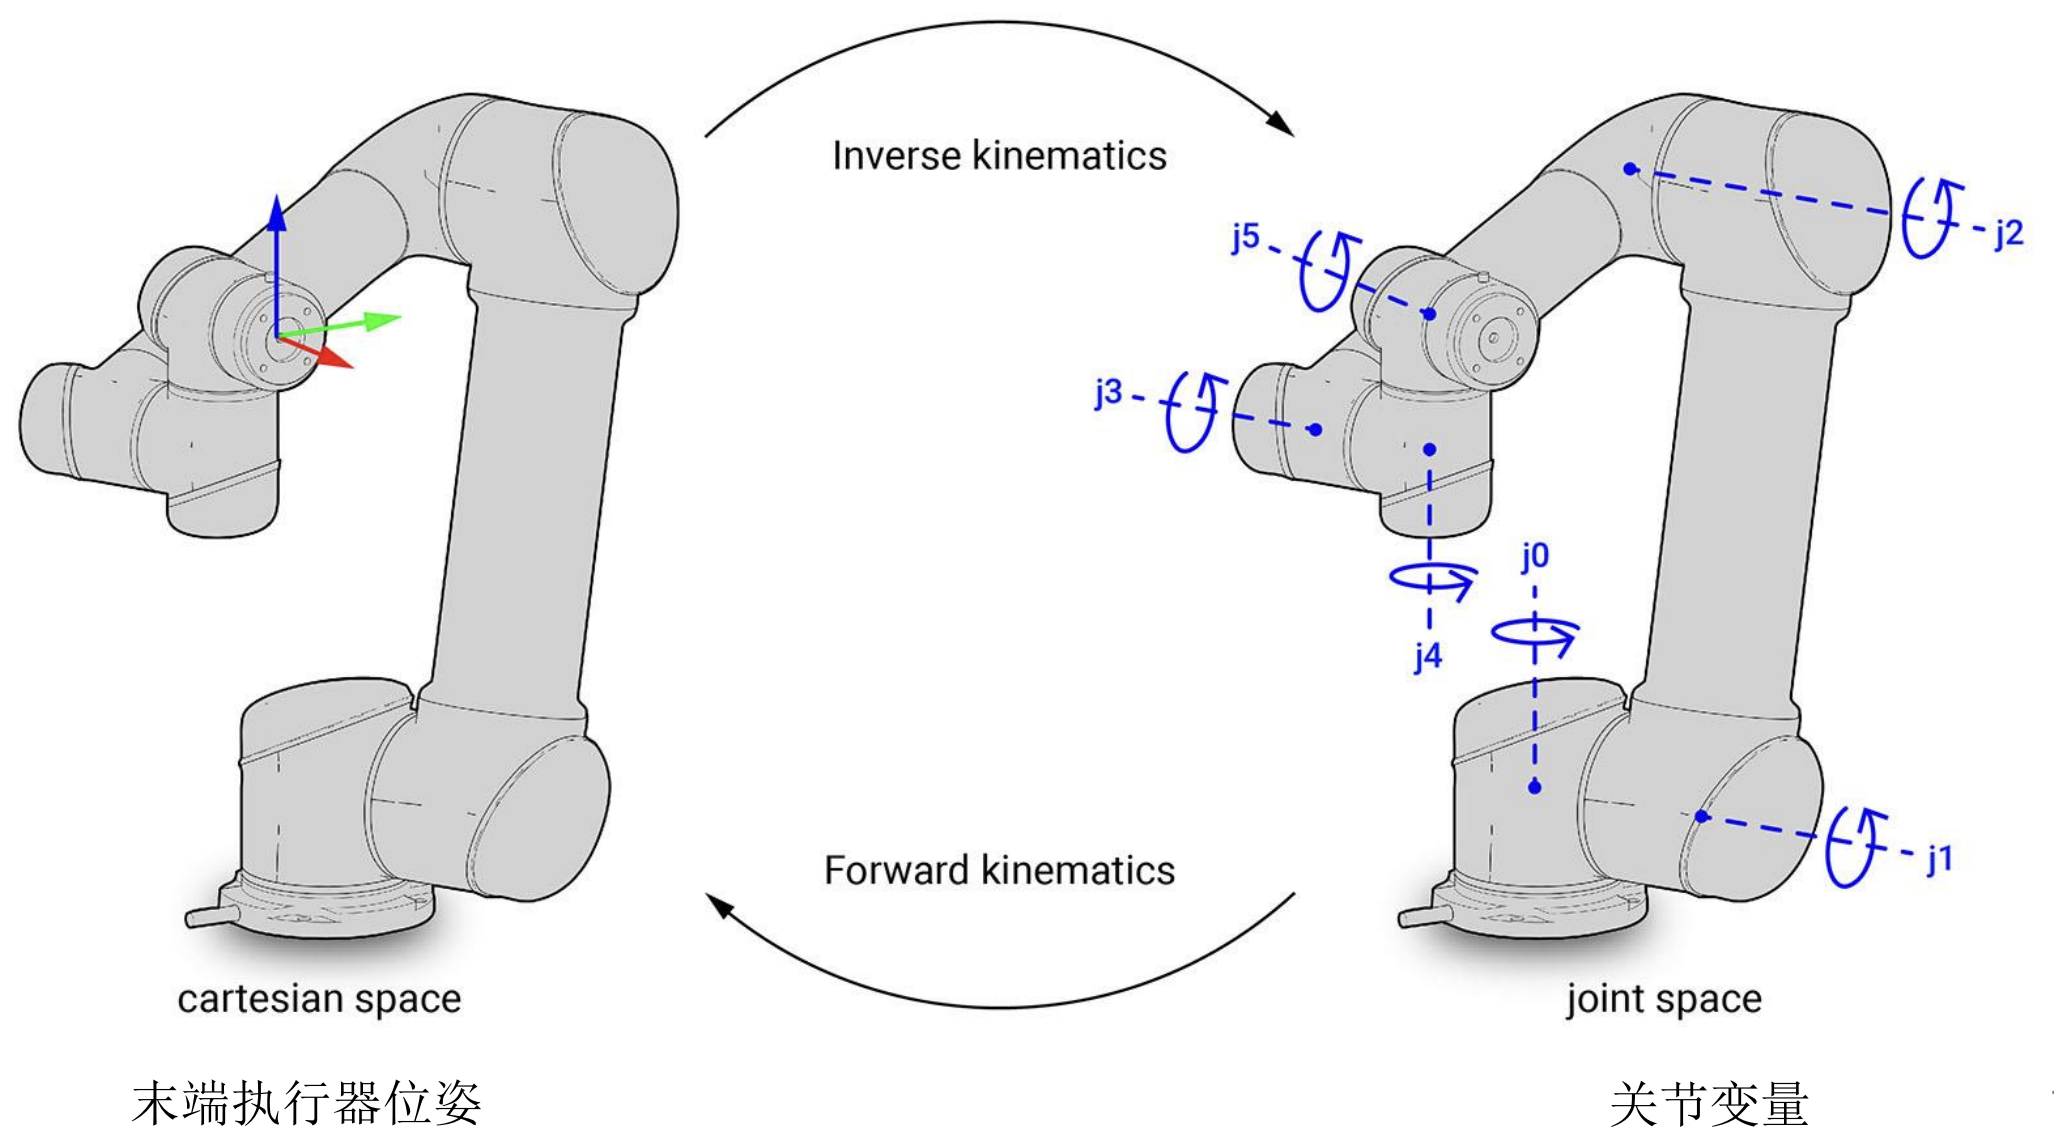 Inverse kinematics
j5
j2
j3
j0
j4
j1
Forward kinematics
cartesian space
joint space
末端执行器位姿
关节变量